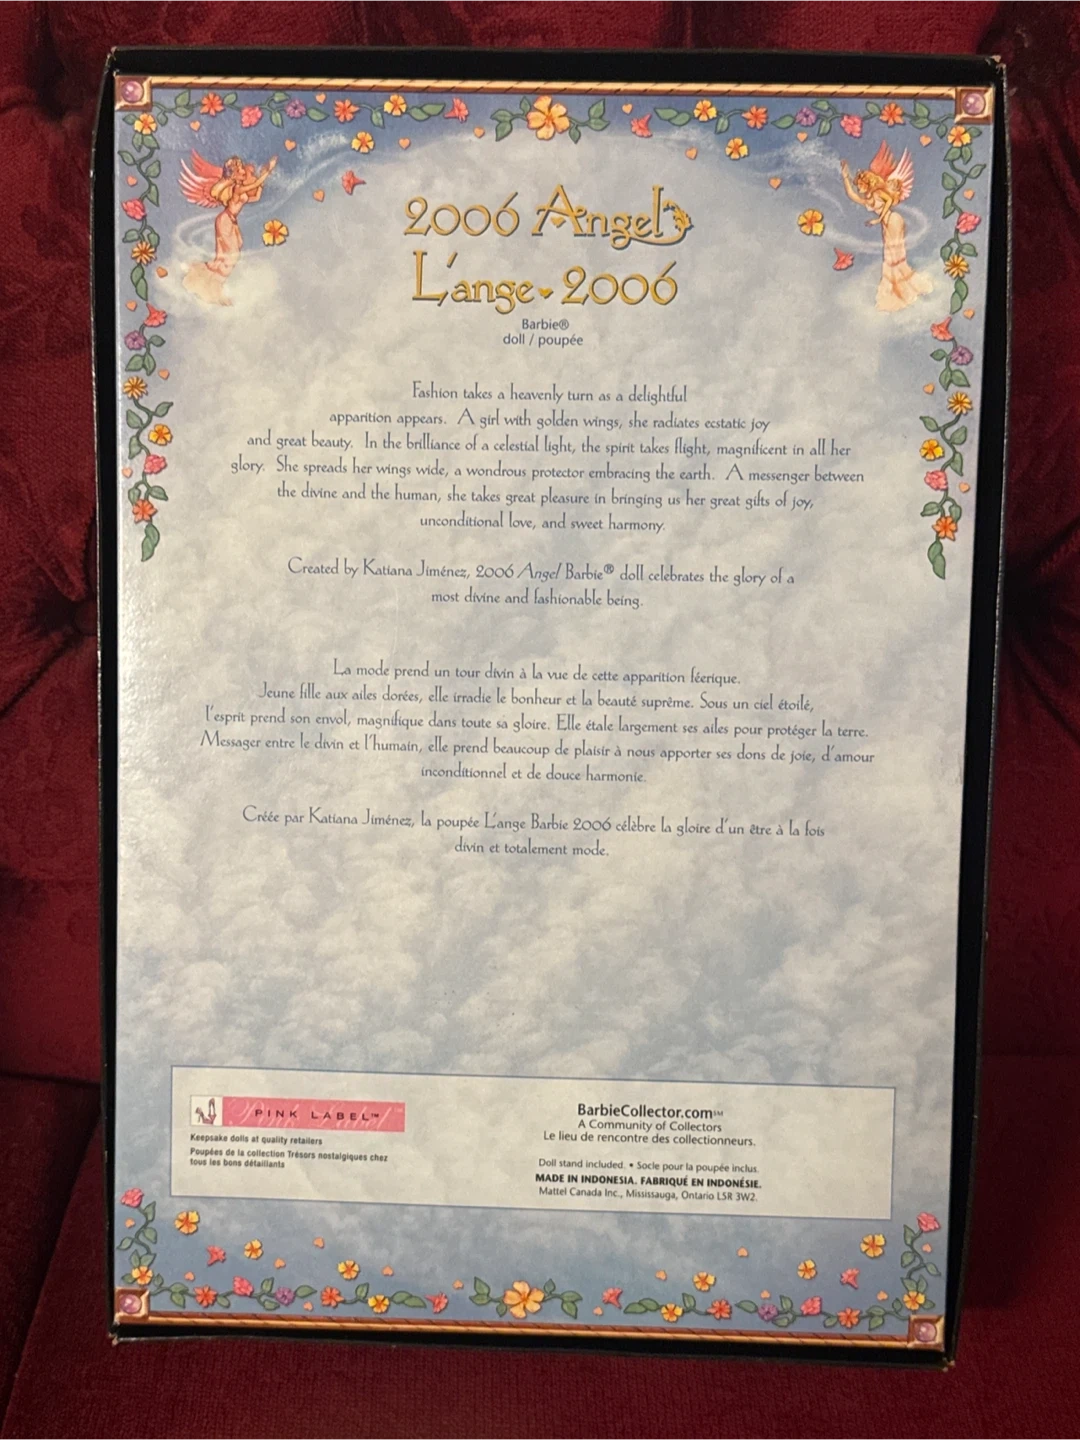 2006 Angel
L'ange • 2006
Barbie®
doll / poupée
Fashion takes a heavenly turn as a delightful
apparition appears. A girl with golden wings, she radiates ecstatic joy
and great beauty. In the brilliance of a celestial light, the spirit takes flight, magnificent in all her
glory. She spreads her wings wide, a wondrous protector embracing the earth. A messenger between
the divine and the human, she takes great pleasure in bringing us her great gifts of joy,
unconditional love, and sweet harmony.
Created by Katiana Jiménez, 2006 Angel Barbie® doll celebrates the glory of a
most divine and fashionable being.
La mode prend un tour divin à la vue de cette apparition féerique.
Jeune fille aux ailes dorées, elle irradie le bonheur et la beauté suprême. Sous un ciel étoilé,
l'esprit prend son envol, magnifique dans toute sa gloire. Elle étale largement ses ailes pour protéger la terre.
Messager entre le divin et l'humain, elle prend beaucoup de plaisir à nous apporter ses dons de joie, d'amour
inconditionnel et de douce harmonie.
Créée par Katiana Jiménez, la poupée L'ange Barbie 2006 célèbre la gloire d'un être à la fois
divin et totalement mode.
PINK LABEL™
Keepsake dolls at quality retailers
Poupées de la collection Trésors nostalgiques chez
tous les bons détaillants
BarbieCollector.com℠
A Community of Collectors
Le lieu de rencontre des collectionneurs.
Doll stand included. • Socle pour la poupée inclus.
MADE IN INDONESIA. FABRIQUÉ EN INDONÉSIE.
Mattel Canada Inc., Mississauga, Ontario L5R 3W2.